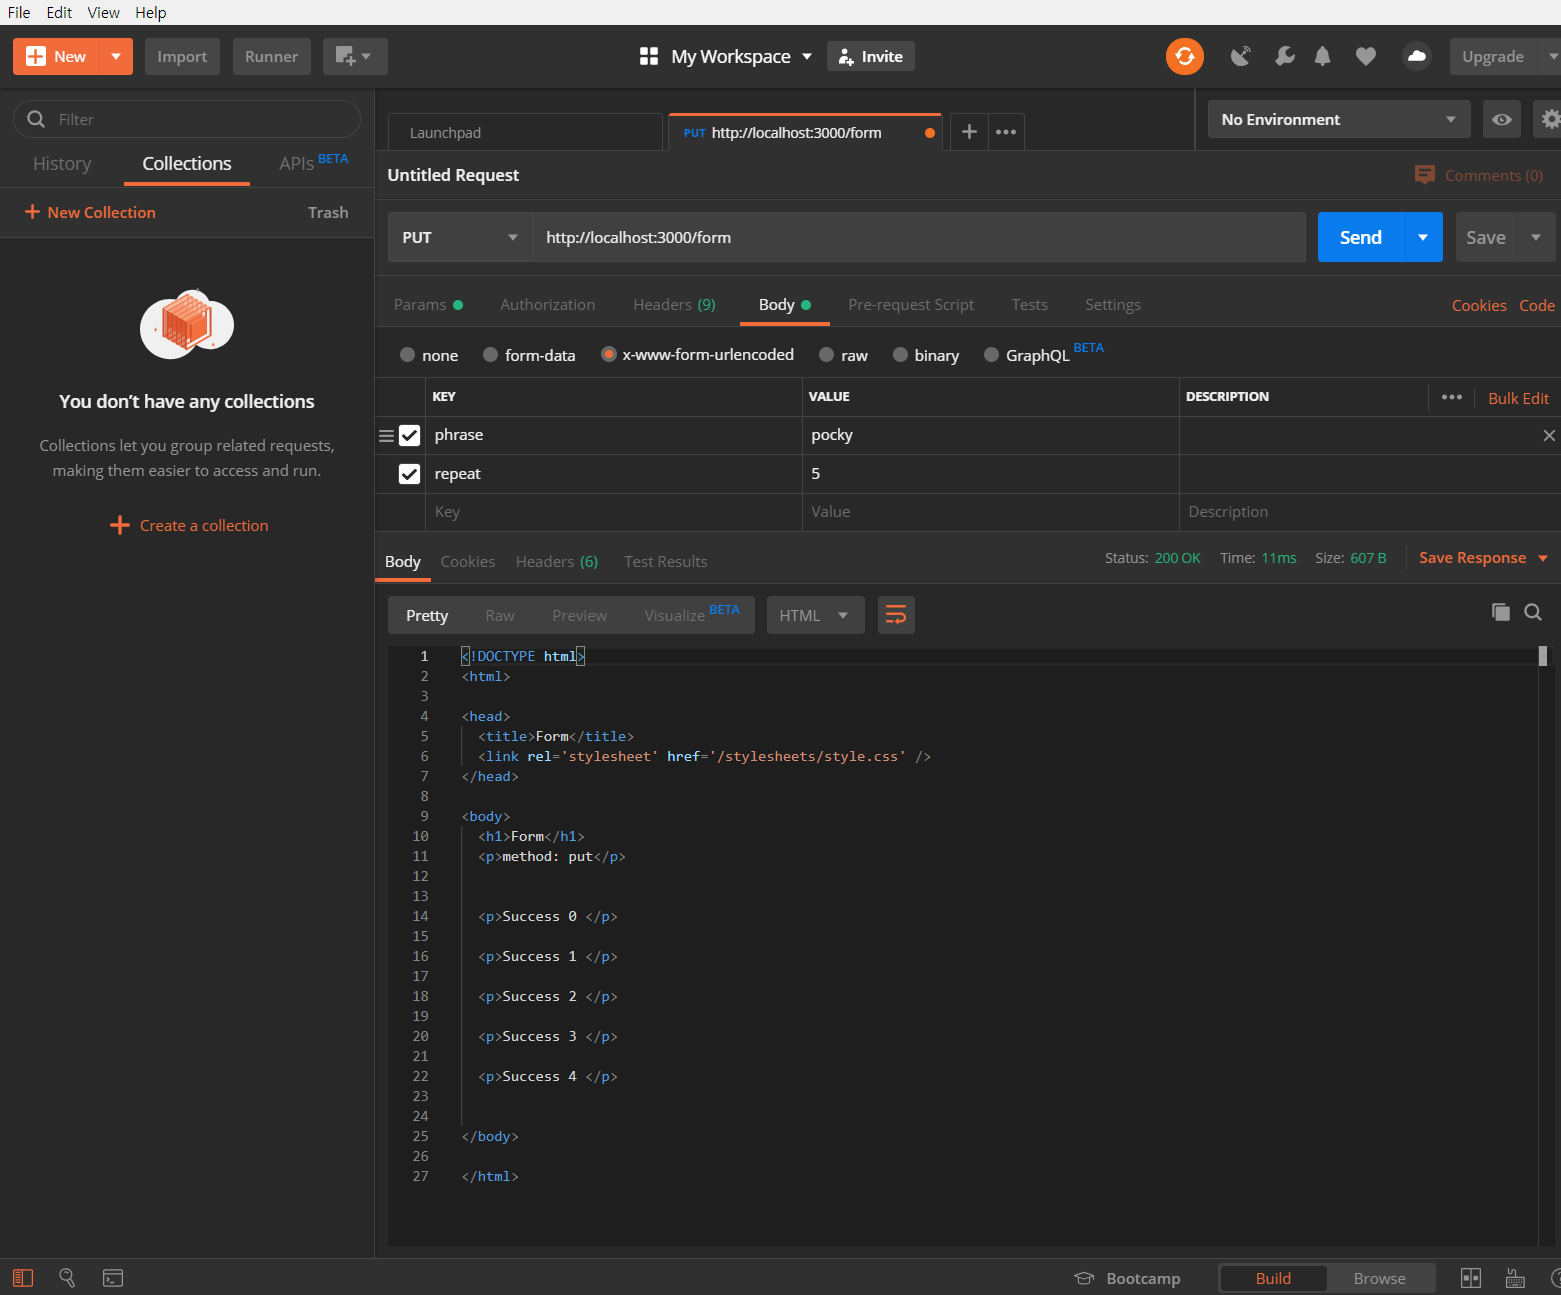 File Edit View Help
New Import Runner My Workspace Invite Upgrade
Filter
History Collections APIs BETA
New Collection Trash
You don’t have any collections
Collections let you group related requests,
making them easier to access and run.
Create a collection
Launchpad PUT http://localhost:3000/form No Environment
Untitled Request Comments (0)
PUT http://localhost:3000/form Send Save
Params Authorization Headers (9) Body Pre-request Script Tests Settings Cookies Code
none form-data x-www-form-urlencoded raw binary GraphQL BETA
KEY VALUE DESCRIPTION Bulk Edit
phrase pocky
repeat 5
Key Value Description
Body Cookies Headers (6) Test Results Status: 200 OK Time: 11ms Size: 607 B Save Response
Pretty Raw Preview Visualize BETA HTML
1 <!DOCTYPE html>
2 <html>
3
4 <head>
5 <title>Form</title>
6 <link rel='stylesheet' href='/stylesheets/style.css' />
7 </head>
8
9 <body>
10 <h1>Form</h1>
11 <p>method: put</p>
12
13
14 <p>Success 0 </p>
15
16 <p>Success 1 </p>
17
18 <p>Success 2 </p>
19
20 <p>Success 3 </p>
21
22 <p>Success 4 </p>
23
24
25 </body>
26
27 </html>
Bootcamp Build Browse